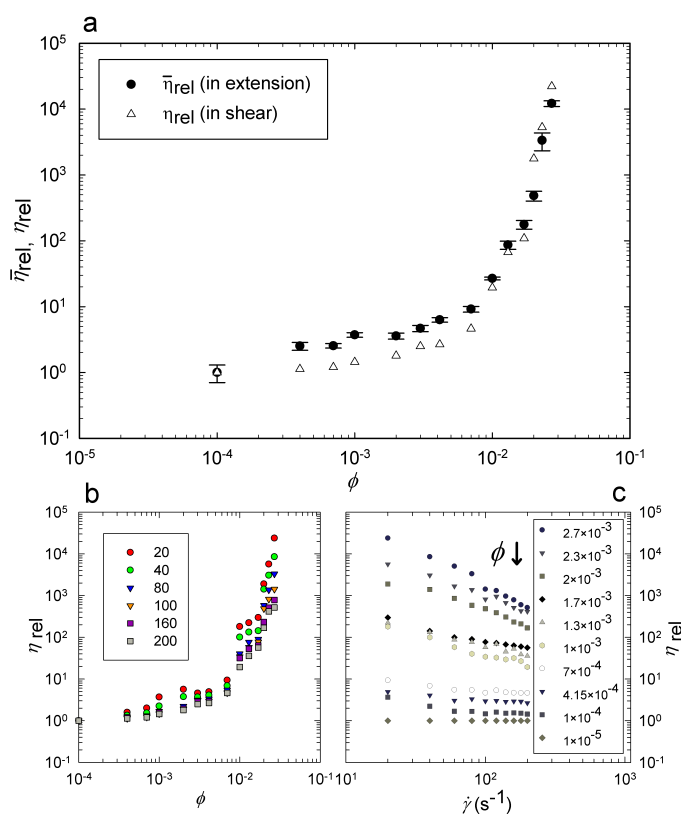 a
η̄rel (in extension)
ηrel (in shear)
10^5
10^4
10^3
10^2
10^1
10^0
10^-1
η̄rel, ηrel
10^-5 10^-4 10^-3 10^-2 10^-1
ϕ
b
20
40
80
100
160
200
10^5
10^4
10^3
10^2
10^1
10^0
10^-1
η rel
10^-4 10^-3 10^-2 10^-1
ϕ
c
ϕ ↓
2.7×10^-3
2.3×10^-3
2×10^-3
1.7×10^-3
1.3×10^-3
1×10^-3
7×10^-4
4.15×10^-4
1×10^-4
1×10^-5
10^5
10^4
10^3
10^2
10^1
10^0
10^-1
η rel
10^1 10^2 10^3
γ̇ (s^-1)